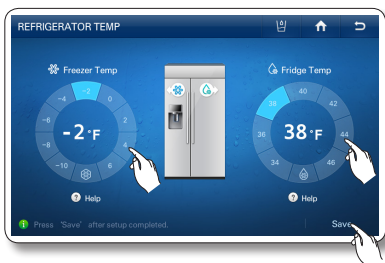 REFRIGERATOR TEMP
Freezer Temp
Fridge Temp
-2
-4
0
-6
2
-8
4
-10
6
-2°F
38
40
42
36
44
34
46
38°F
? Help
? Help
i Press 'Save' after setup completed.
Save